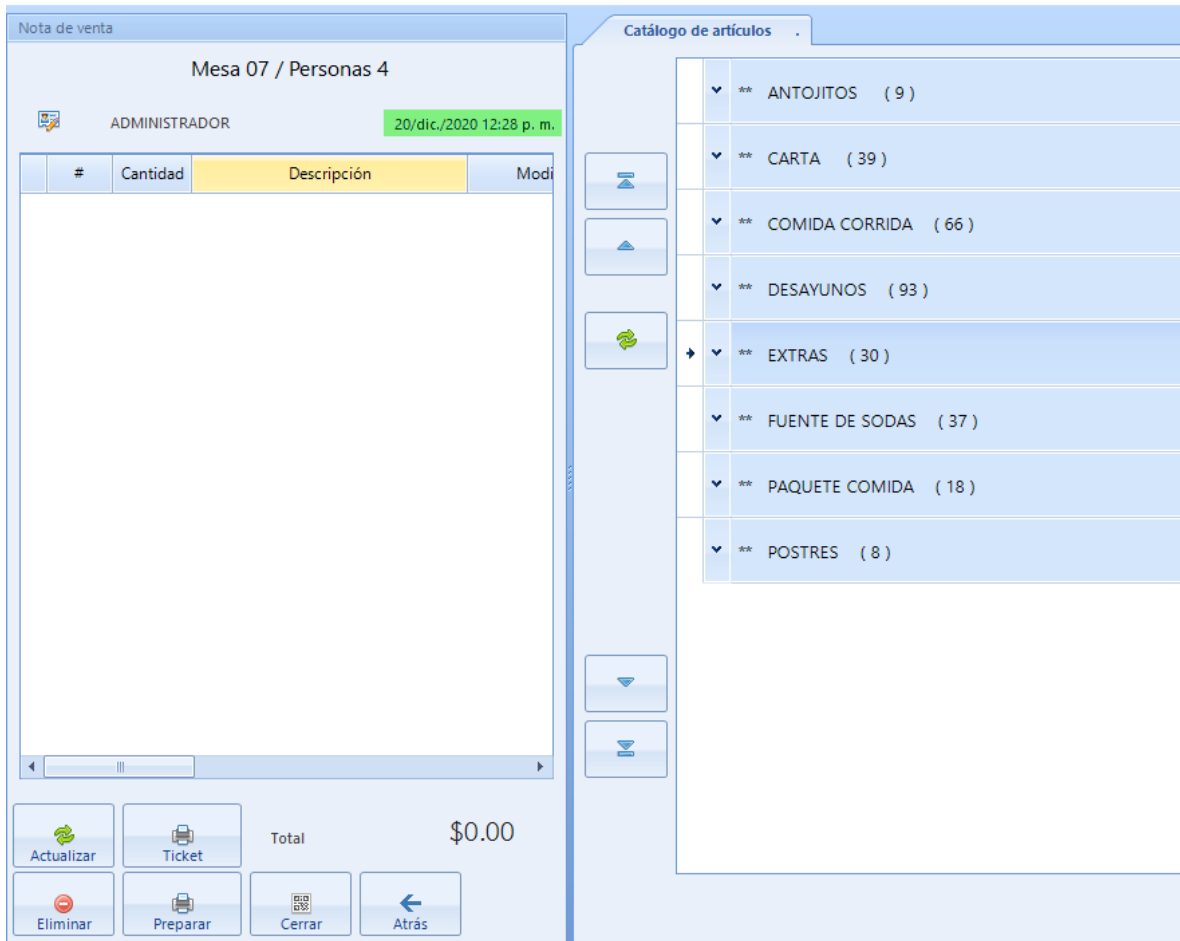 Nota de venta
Mesa 07 / Personas 4
ADMINISTRADOR 20/dic./2020 12:28 p. m.
# Cantidad Descripción Modi
Total $0.00
Actualizar Ticket
Eliminar Preparar Cerrar Atrás
Catálogo de artículos .
** ANTOJITOS ( 9 )
** CARTA ( 39 )
** COMIDA CORRIDA ( 66 )
** DESAYUNOS ( 93 )
** EXTRAS ( 30 )
** FUENTE DE SODAS ( 37 )
** PAQUETE COMIDA ( 18 )
** POSTRES ( 8 )